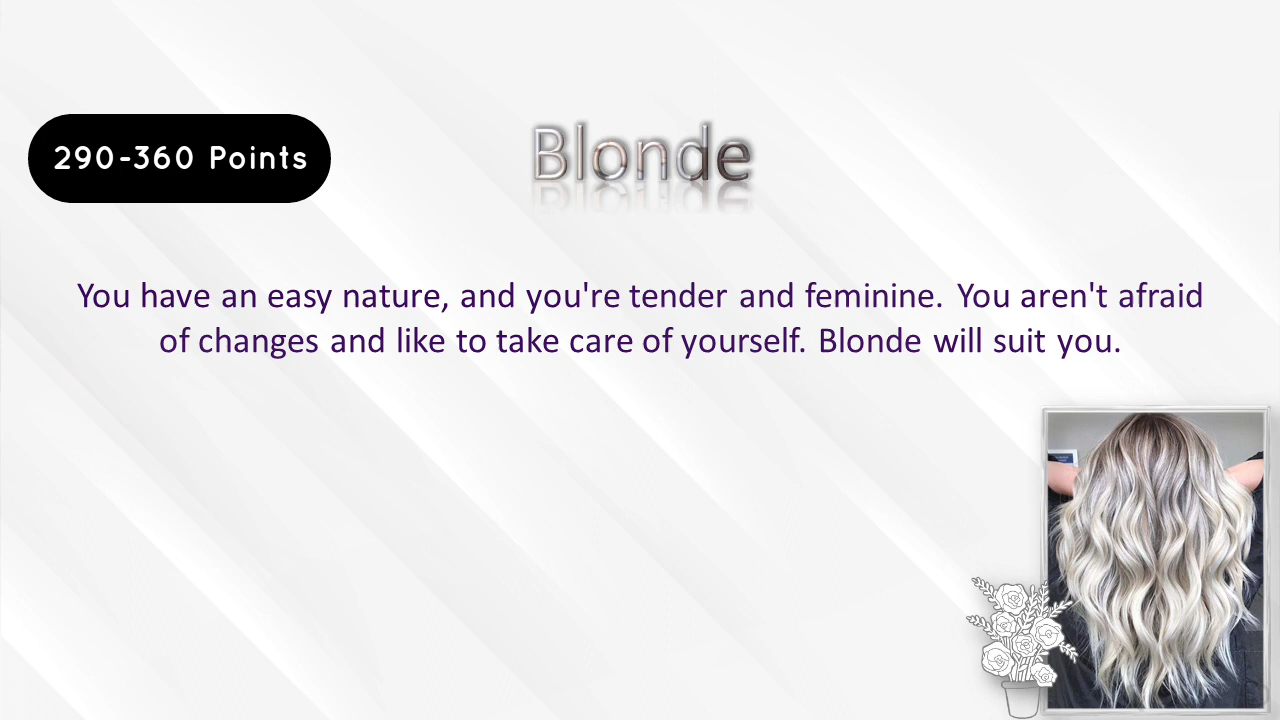 290-360 Points
Blonde
You have an easy nature, and you're tender and feminine. You aren't afraid
of changes and like to take care of yourself. Blonde will suit you.